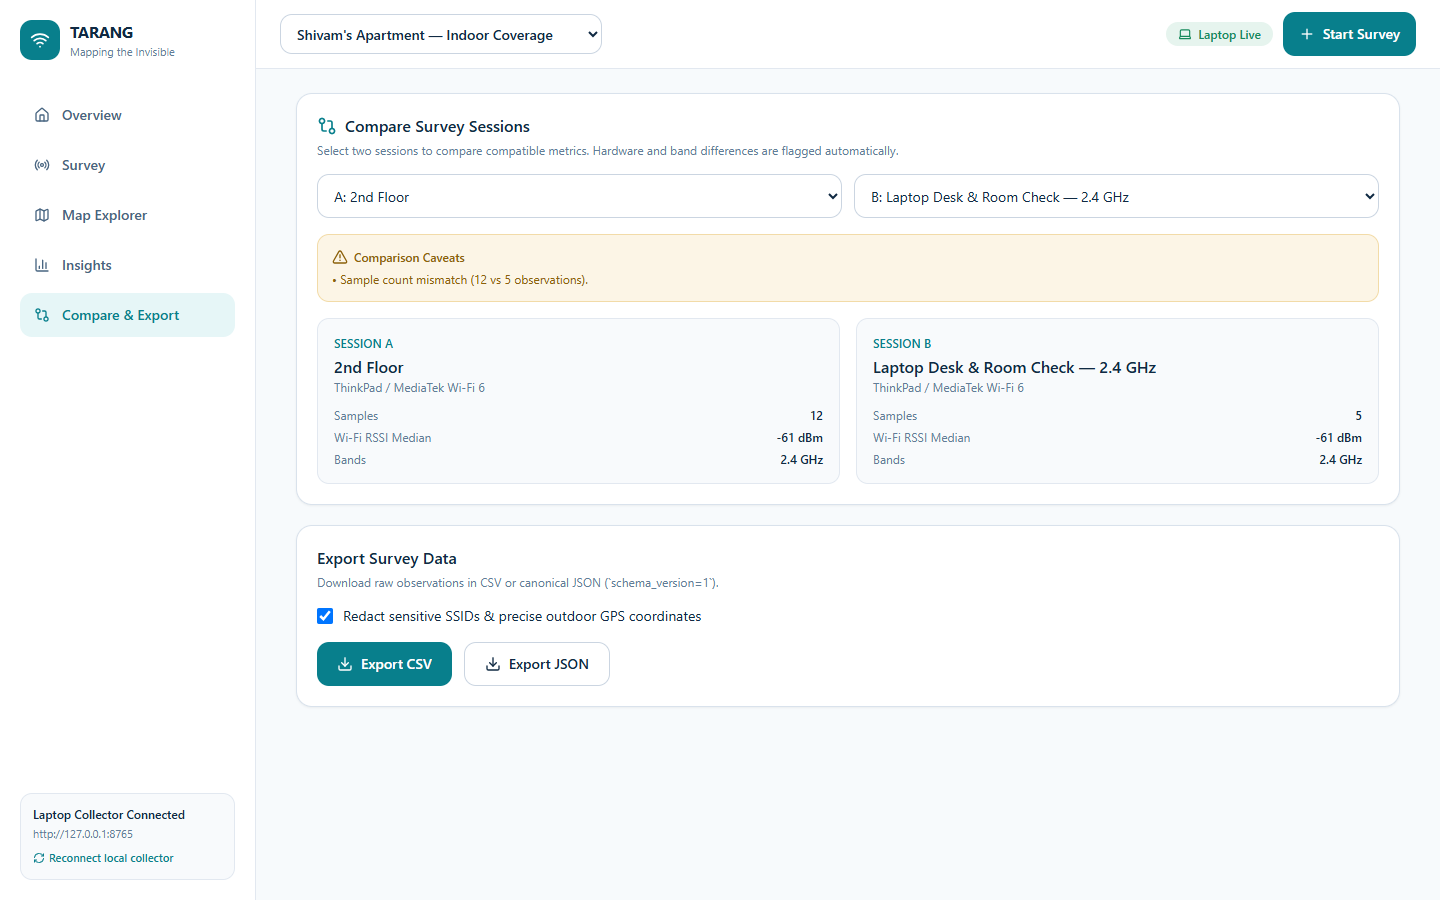 TARANG
Mapping the Invisible
Overview
Survey
Map Explorer
Insights
Compare & Export
Laptop Collector Connected
http://127.0.0.1:8765
Reconnect local collector
Shivam's Apartment — Indoor Coverage
Laptop Live
Start Survey
Compare Survey Sessions
Select two sessions to compare compatible metrics. Hardware and band differences are flagged automatically.
A: 2nd Floor
B: Laptop Desk & Room Check — 2.4 GHz
Comparison Caveats
• Sample count mismatch (12 vs 5 observations).
SESSION A
2nd Floor
ThinkPad / MediaTek Wi-Fi 6
Samples 12
Wi-Fi RSSI Median -61 dBm
Bands 2.4 GHz
SESSION B
Laptop Desk & Room Check — 2.4 GHz
ThinkPad / MediaTek Wi-Fi 6
Samples 5
Wi-Fi RSSI Median -61 dBm
Bands 2.4 GHz
Export Survey Data
Download raw observations in CSV or canonical JSON (`schema_version=1`).
Redact sensitive SSIDs & precise outdoor GPS coordinates
Export CSV
Export JSON